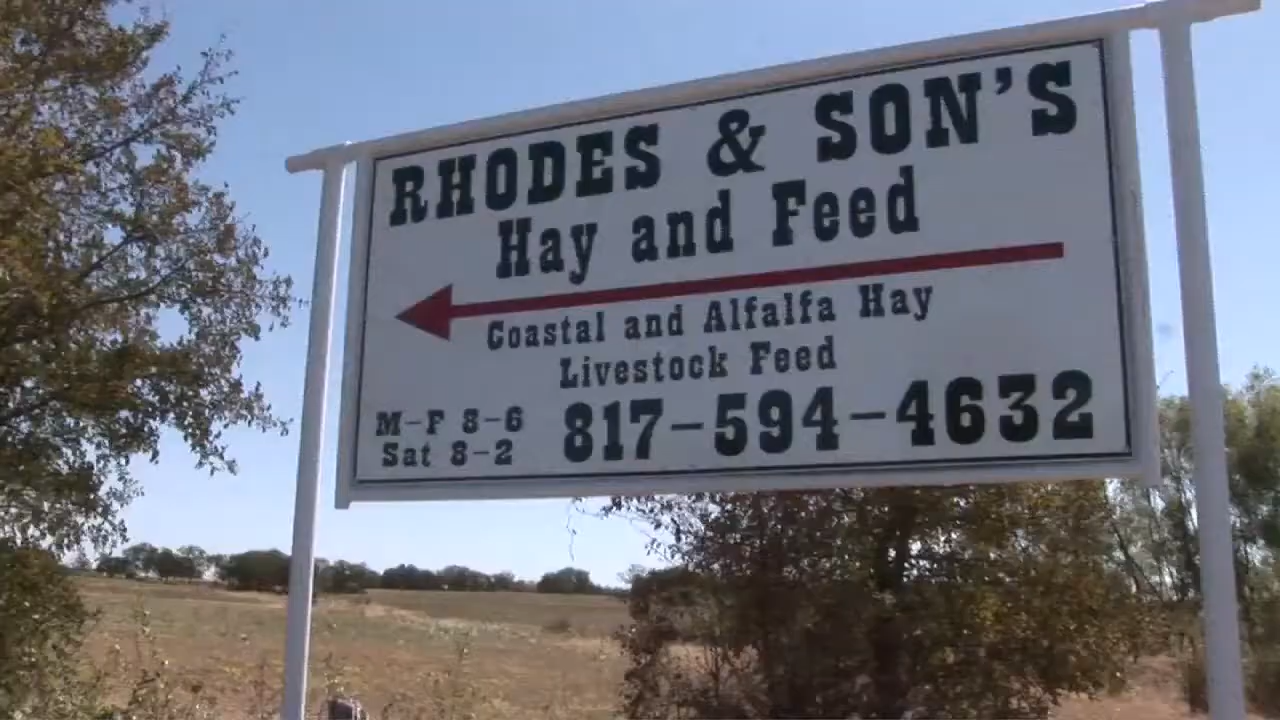 RHODES & SON'S
Hay and Feed
Coastal and Alfalfa Hay
Livestock Feed
M-F 8-6
Sat 8-2
817-594-4632